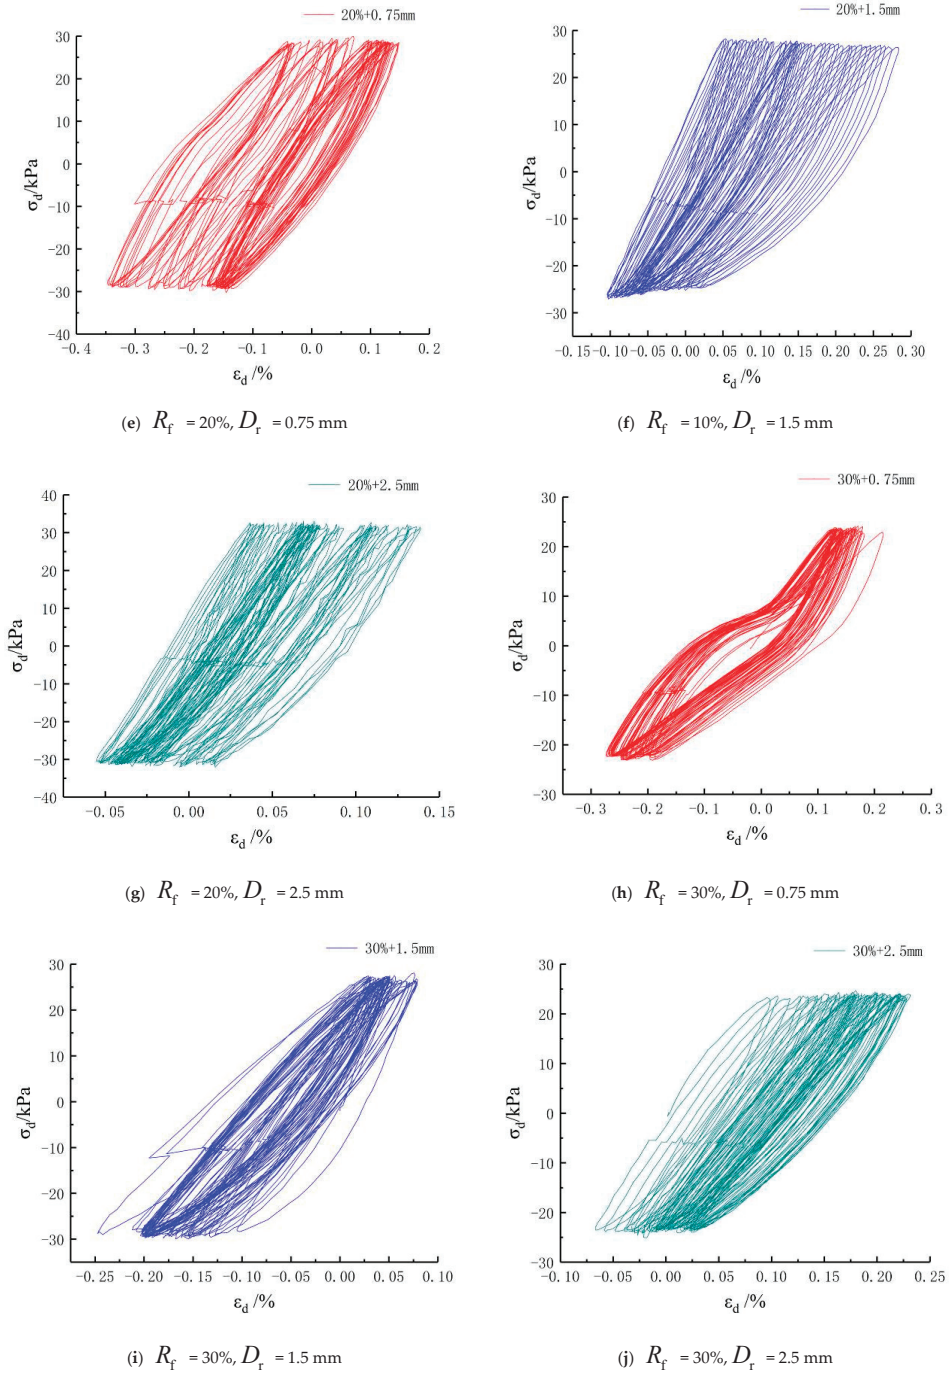 20%+0.75mm
30
20
10
0
-10
-20
-30
-40
σd/kPa
-0.4 -0.3 -0.2 -0.1 0.0 0.1 0.2
εd /%
(e) Rf = 20%, Dr = 0.75 mm
20%+1.5mm
30
20
10
0
-10
-20
-30
σd/kPa
-0.15 -0.10 -0.05 0.00 0.05 0.10 0.15 0.20 0.25 0.30
εd /%
(f) Rf = 10%, Dr = 1.5 mm
20%+2.5mm
40
30
20
10
0
-10
-20
-30
-40
σd/kPa
-0.05 0.00 0.05 0.10 0.15
εd /%
(g) Rf = 20%, Dr = 2.5 mm
30%+0.75mm
30
20
10
0
-10
-20
-30
σd/kPa
-0.3 -0.2 -0.1 0.0 0.1 0.2 0.3
εd /%
(h) Rf = 30%, Dr = 0.75 mm
30%+1.5mm
30
20
10
0
-10
-20
-30
σd/kPa
-0.25 -0.20 -0.15 -0.10 -0.05 0.00 0.05 0.10
εd /%
(i) Rf = 30%, Dr = 1.5 mm
30%+2.5mm
30
20
10
0
-10
-20
-30
σd/kPa
-0.10 -0.05 0.00 0.05 0.10 0.15 0.20 0.25
εd /%
(j) Rf = 30%, Dr = 2.5 mm